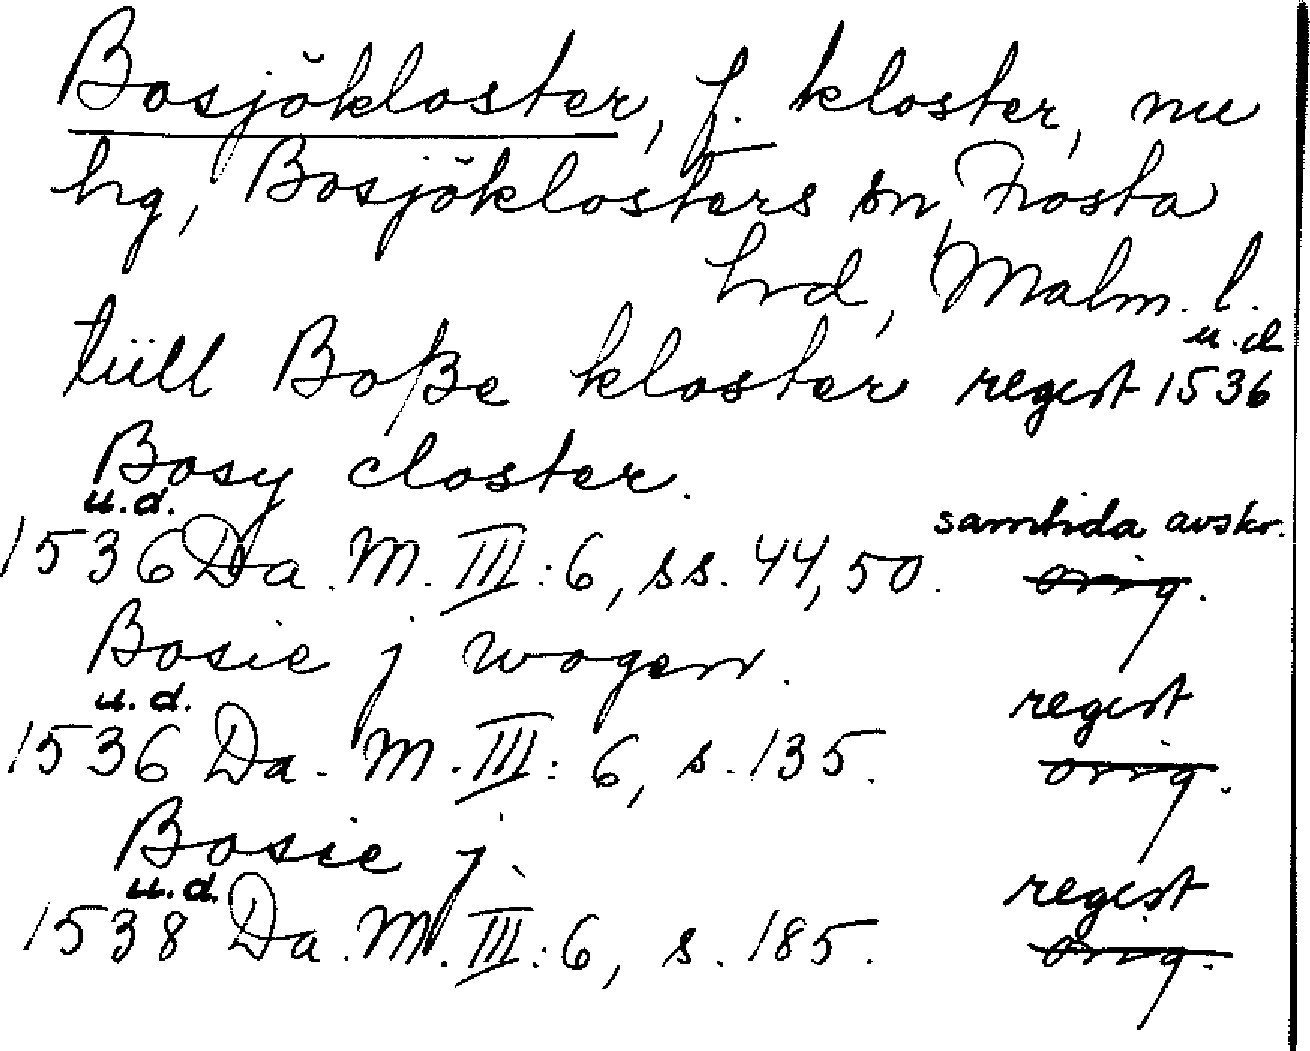 Bosjökloster, f. kloster, nu
hg, Bosjöklosters sn, Frosta
hrd, Malm. l.
u.d.
tiill Boße kloster regest 1536
Bosy closter.
u.d. samtida avskr.
1536 Da. M. III: 6, ss. 44, 50. orig.
Bosie j wogen.
u.d. regest
1536 Da. M. III: 6, s. 135. orig.
Bosie j.
u.d. regest
1538 Da. M. III: 6, s. 185. orig.